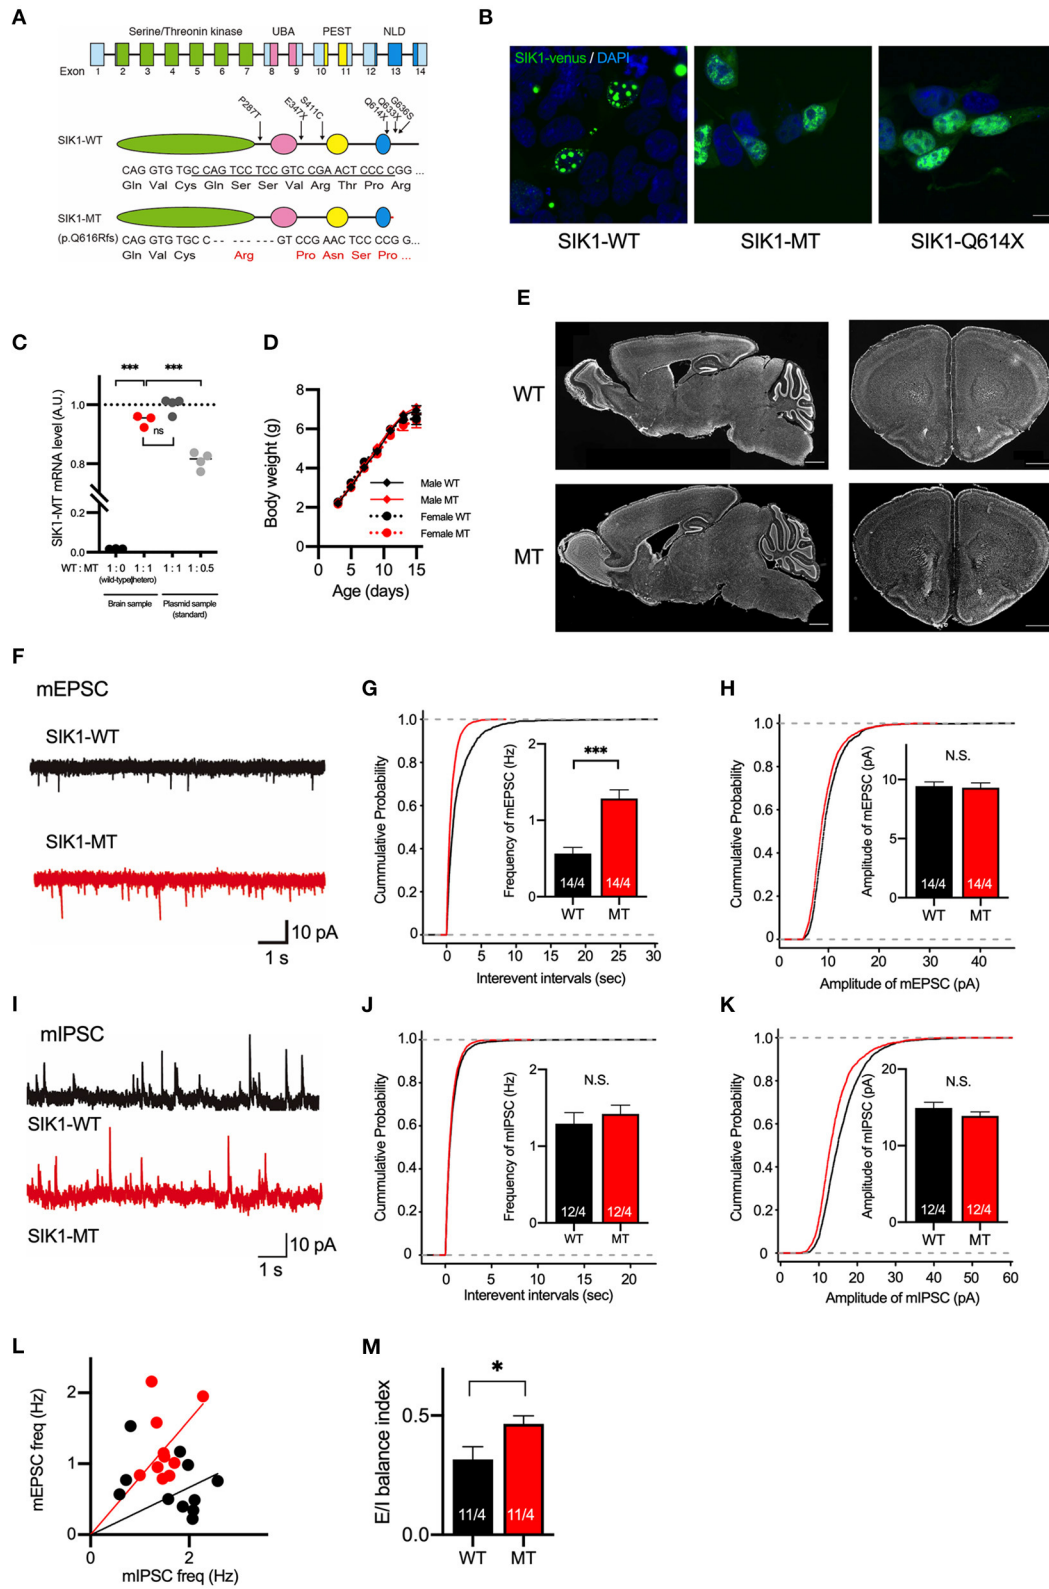 A
Serine/Threonin kinase UBA PEST NLD
Exon 1 2 3 4 5 6 7 8 9 10 11 12 13 14
P287T E347X S411C Q614X Q633X G636S
SIK1-WT
CAG GTG TGC CAG TCC TCC GTC CGA ACT CCC CGG ...
Gln Val Cys Gln Ser Ser Val Arg Thr Pro Arg
SIK1-MT
(p.Q616Rfs)
CAG GTG TGC C- - - - - - - GT CCG AAC TCC CCG G...
Gln Val Cys Arg Pro Asn Ser Pro ...
B
SIK1-venus / DAPI
SIK1-WT SIK1-MT SIK1-Q614X
C
*** ***
SIK1-MT mRNA level (A.U.)
1.0
ns
0.8
0.2
0.0
WT : MT 1 : 0 1 : 1 1 : 1 1 : 0.5
(wild-type) (hetero)
Brain sample Plasmid sample
(standard)
D
Body weight (g)
8
6
4
2
0
Male WT
Male MT
Female WT
Female MT
0 5 10 15
Age (days)
E
WT
MT
F
mEPSC
SIK1-WT
SIK1-MT
10 pA
1 s
G
Cummulative Probability
1.0
0.8
0.6
0.4
0.2
0
Frequency of mEPSC (Hz)
2
1
0
***
14/4 14/4
WT MT
0 5 10 15 20 25 30
Interevent intervals (sec)
H
Cummulative Probability
1.0
0.8
0.6
0.4
0.2
0
Amplitude of mEPSC (pA)
10
5
0
N.S.
14/4 14/4
WT MT
0 10 20 30 40
Amplitude of mEPSC (pA)
I
mIPSC
SIK1-WT
SIK1-MT
10 pA
1 s
J
Cummulative Probability
1.0
0.8
0.6
0.4
0.2
0
Frequency of mIPSC (Hz)
2
1
0
N.S.
12/4 12/4
WT MT
0 5 10 15 20
Interevent intervals (sec)
K
Cummulative Probability
1.0
0.8
0.6
0.4
0.2
0
Amplitude of mIPSC (pA)
20
10
0
N.S.
12/4 12/4
WT MT
0 10 20 30 40 50 60
Amplitude of mIPSC (pA)
L
mEPSC freq (Hz)
2
1
0
0 2
mIPSC freq (Hz)
M
E/I balance index
0.5
0.0
*
11/4 11/4
WT MT